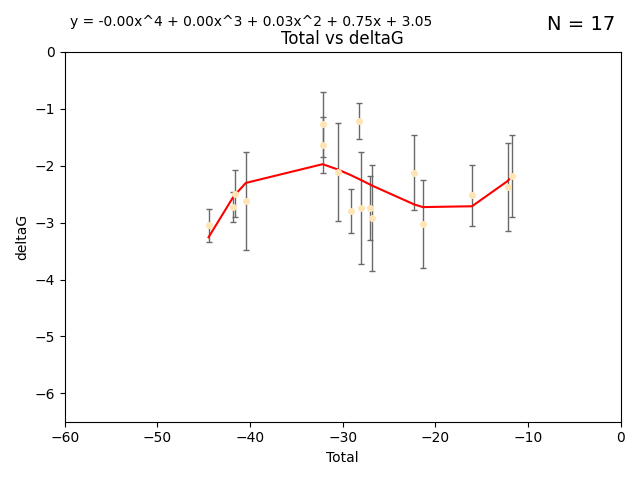 y = -0.00x^4 + 0.00x^3 + 0.03x^2 + 0.75x + 3.05
N = 17
Total vs deltaG
0
−1
−2
−3
−4
−5
−6
deltaG
−60 −50 −40 −30 −20 −10 0
Total